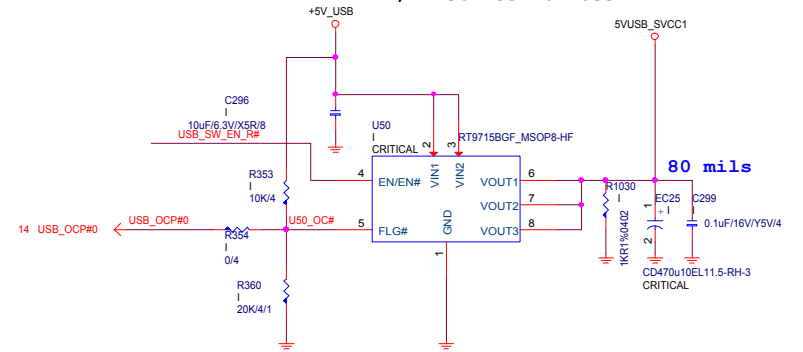 +5V_USB
5VUSB_SVCC1
C296
I
10uF/6.3V/X5R/8
USB_SW_EN_R#
U50
I
CRITICAL
RT9715BGF_MSOP8-HF
2
3
VIN1
VIN2
4
EN/EN#
VOUT1
6
VOUT2
7
VOUT3
8
5
FLG#
GND
1
80 mils
R353
I
10K/4
R1030
I
1KR1%0402
EC25
I
1
+
2
C299
I
0.1uF/16V/Y5V/4
14 USB_OCP#0
USB_OCP#0
U50_OC#
R354
I
0/4
R360
I
20K/4/1
CD470u10EL11.5-RH-3
CRITICAL